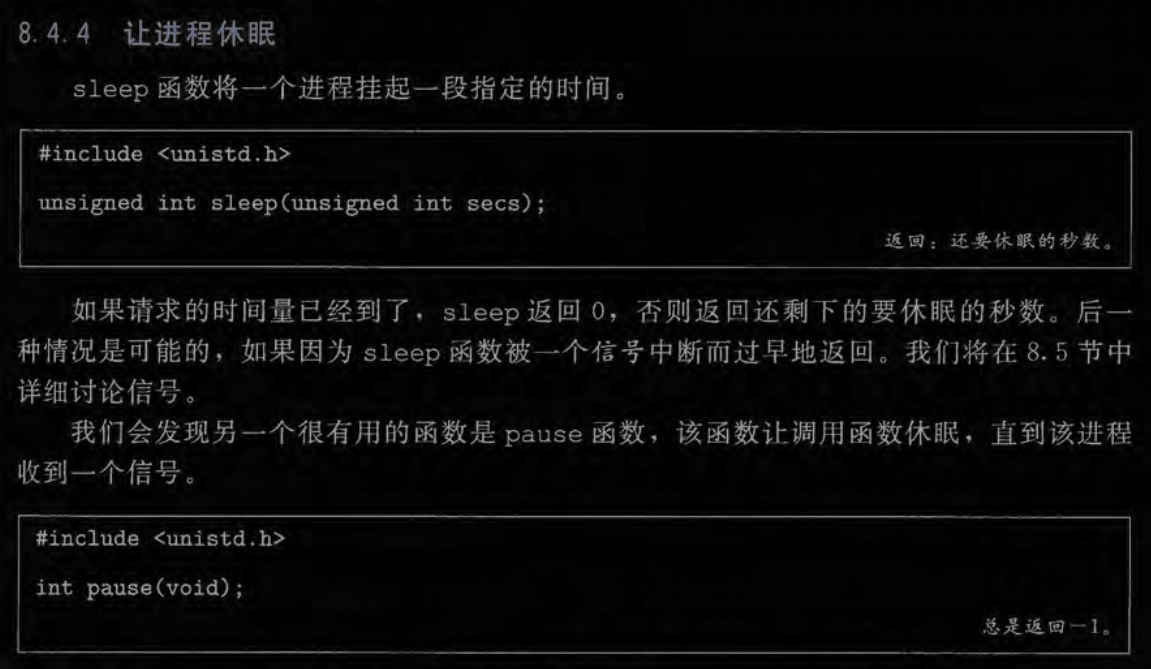 8.4.4 让进程休眠
sleep 函数将一个进程挂起一段指定的时间。
#include <unistd.h>
unsigned int sleep(unsigned int secs);
返回：还要休眠的秒数。
如果请求的时间量已经到了，sleep 返回 0，否则返回还剩下的要休眠的秒数。后一
种情况是可能的，如果因为 sleep 函数被一个信号中断而过早地返回。我们将在 8.5 节中
详细讨论信号。
我们会发现另一个很有用的函数是 pause 函数，该函数让调用函数休眠，直到该进程
收到一个信号。
#include <unistd.h>
int pause(void);
总是返回－1。